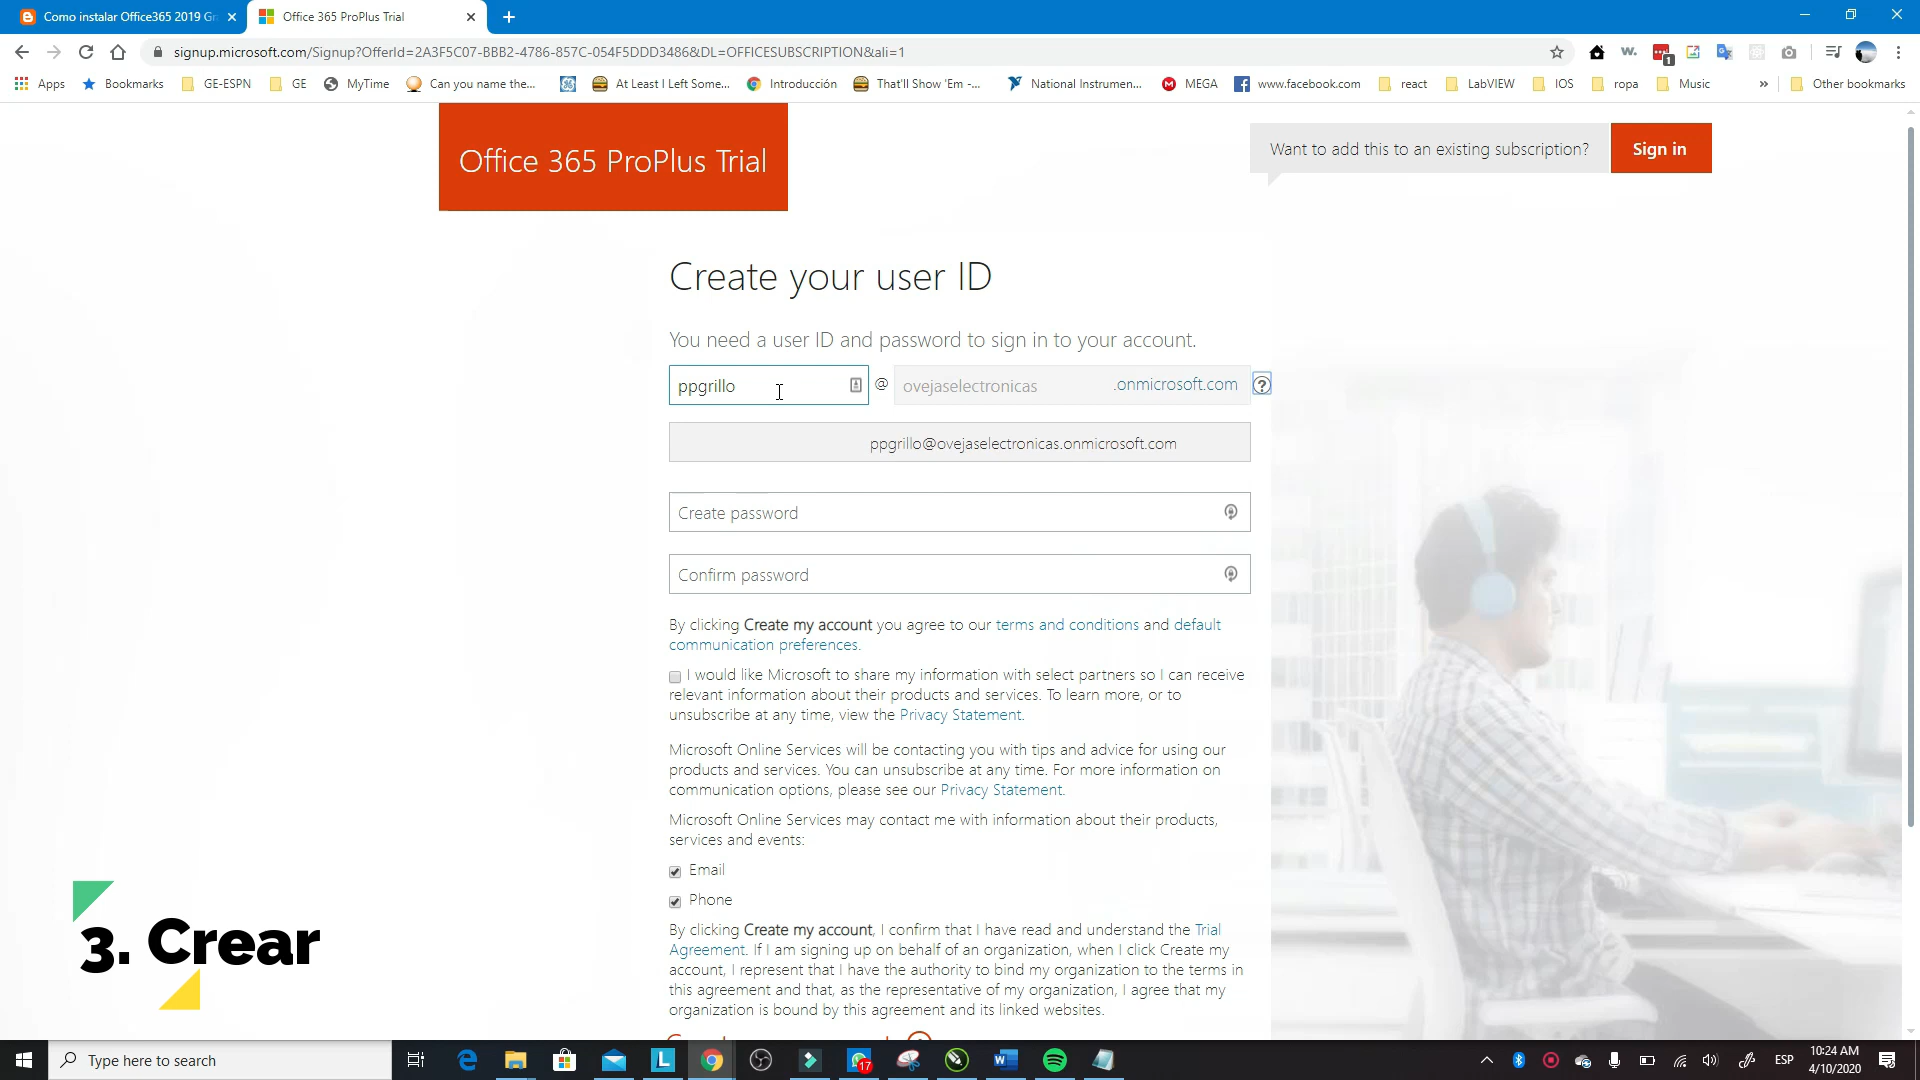 Como instalar Office365 2019 Gr
Office 365 ProPlus Trial
signup.microsoft.com/Signup?OfferId=2A3F5C07-BBB2-4786-857C-054F5DDD3486&DL=OFFICESUBSCRIPTION&ali=1
Apps Bookmarks GE-ESPN GE MyTime Can you name the... At Least I Left Some... Introducción That'll Show 'Em -... National Instrumen... MEGA www.facebook.com react LabVIEW IOS ropa Music » Other bookmarks
Office 365 ProPlus Trial
Want to add this to an existing subscription? Sign in
Create your user ID
You need a user ID and password to sign in to your account.
ppgrillo @ ovejaselectronicas .onmicrosoft.com ?
ppgrillo@ovejaselectronicas.onmicrosoft.com
Create password
Confirm password
By clicking Create my account you agree to our terms and conditions and default
communication preferences.
I would like Microsoft to share my information with select partners so I can receive
relevant information about their products and services. To learn more, or to
unsubscribe at any time, view the Privacy Statement.
Microsoft Online Services will be contacting you with tips and advice for using our
products and services. You can unsubscribe at any time. For more information on
communication options, please see our Privacy Statement.
Microsoft Online Services may contact me with information about their products,
services and events:
Email
Phone
By clicking Create my account, I confirm that I have read and understand the Trial
Agreement. If I am signing up on behalf of an organization, when I click Create my
account, I represent that I have the authority to bind my organization to the terms in
this agreement and that, as the representative of my organization, I agree that my
organization is bound by this agreement and its linked websites.
3. Crear
Type here to search
17
ESP
10:24 AM
4/10/2020